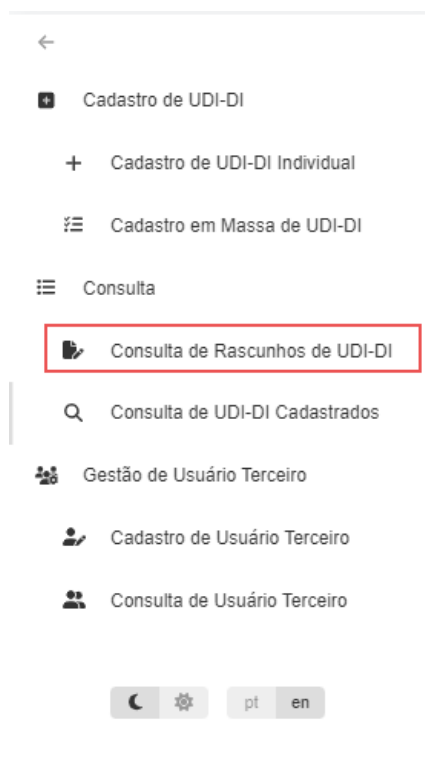 Cadastro de UDI-DI
Cadastro de UDI-DI Individual
Cadastro em Massa de UDI-DI
Consulta
Consulta de Rascunhos de UDI-DI
Consulta de UDI-DI Cadastrados
Gestão de Usuário Terceiro
Cadastro de Usuário Terceiro
Consulta de Usuário Terceiro
pt en